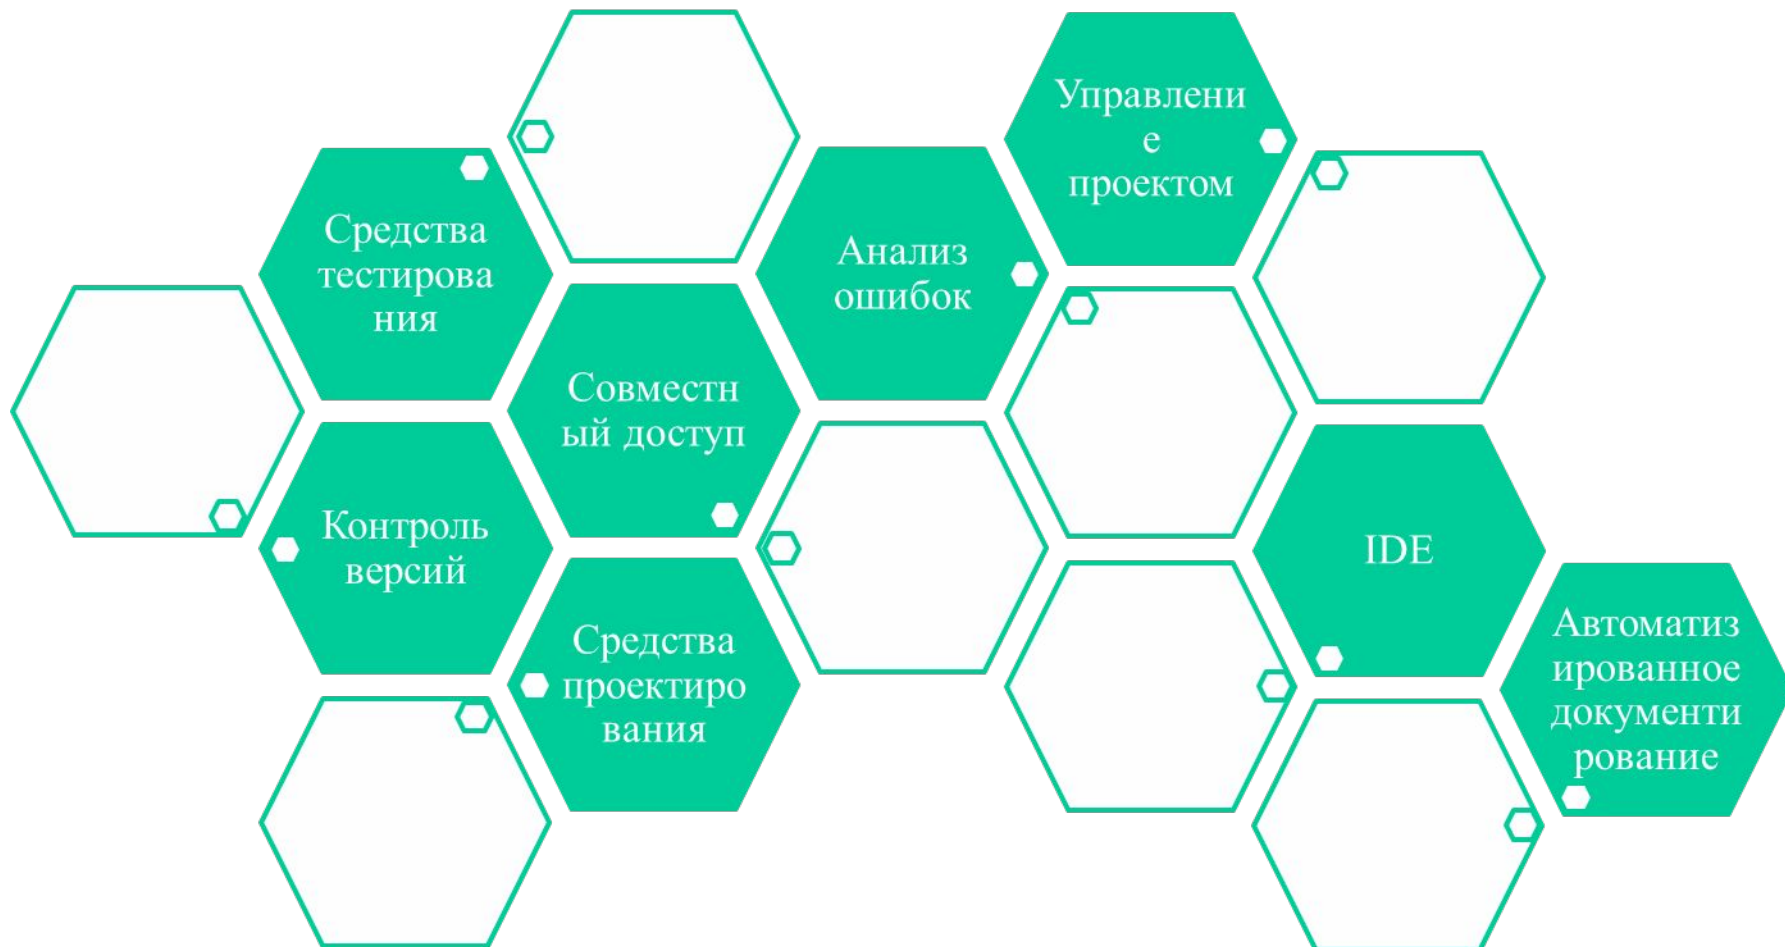 Управлени
е
проектом
Средства
тестирова
ния
Анализ
ошибок
Совместн
ый доступ
Контроль
версий
IDE
Средства
проектиро
вания
Автоматиз
ированное
документи
рование